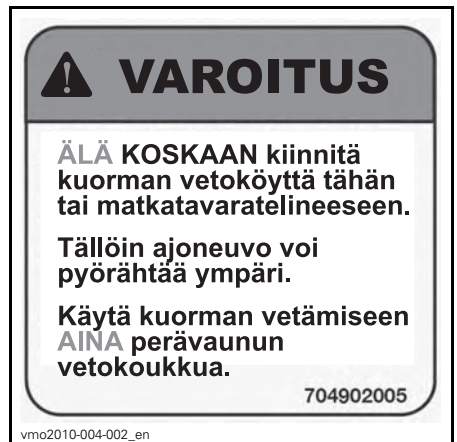 VAROITUS
ÄLÄ KOSKAAN kiinnitä
kuorman vetoköyttä tähän
tai matkatavaratelineeseen.
Tällöin ajoneuvo voi
pyörähtää ympäri.
Käytä kuorman vetämiseen
AINA perävaunun
vetokoukkua.
704902005
vmo2010-004-002_en